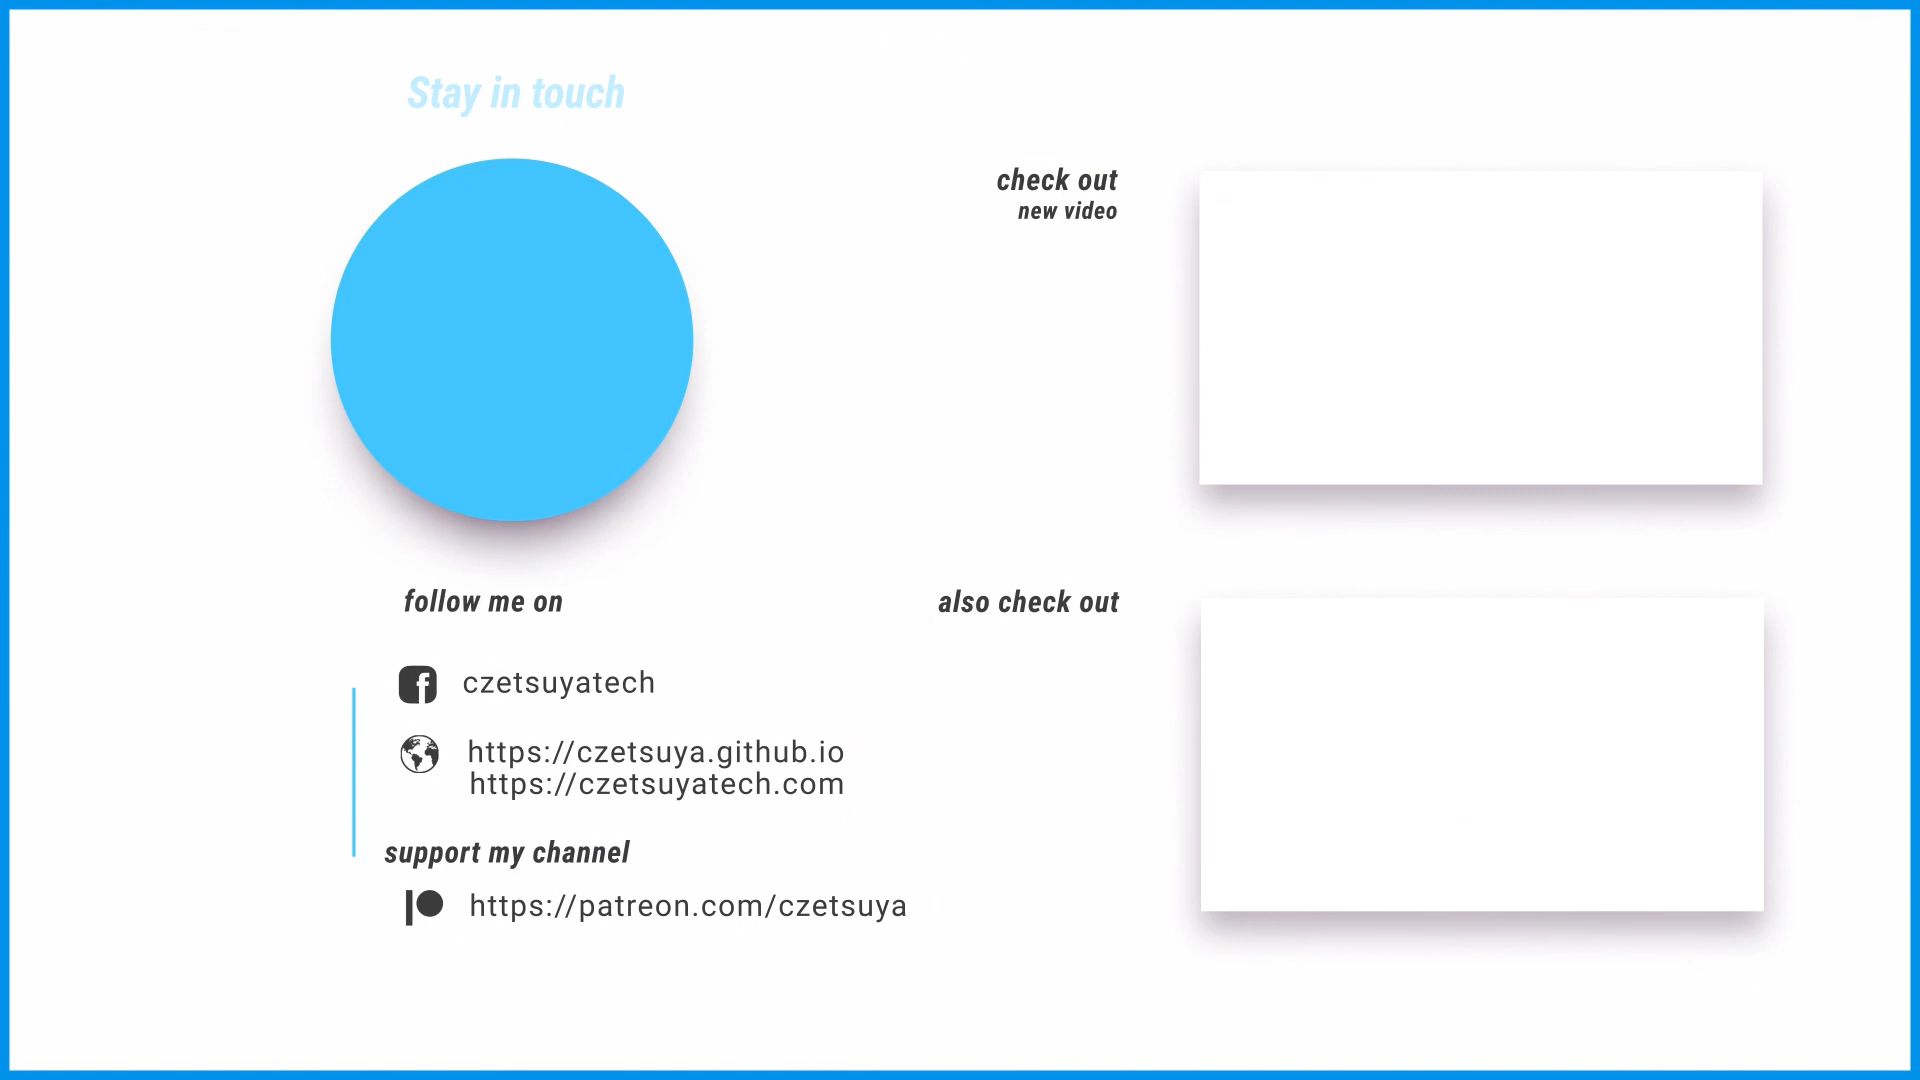 Stay in touch
check out
new video
follow me on
also check out
czetsuyatech
https://czetsuya.github.io
https://czetsuyatech.com
support my channel
https://patreon.com/czetsuya